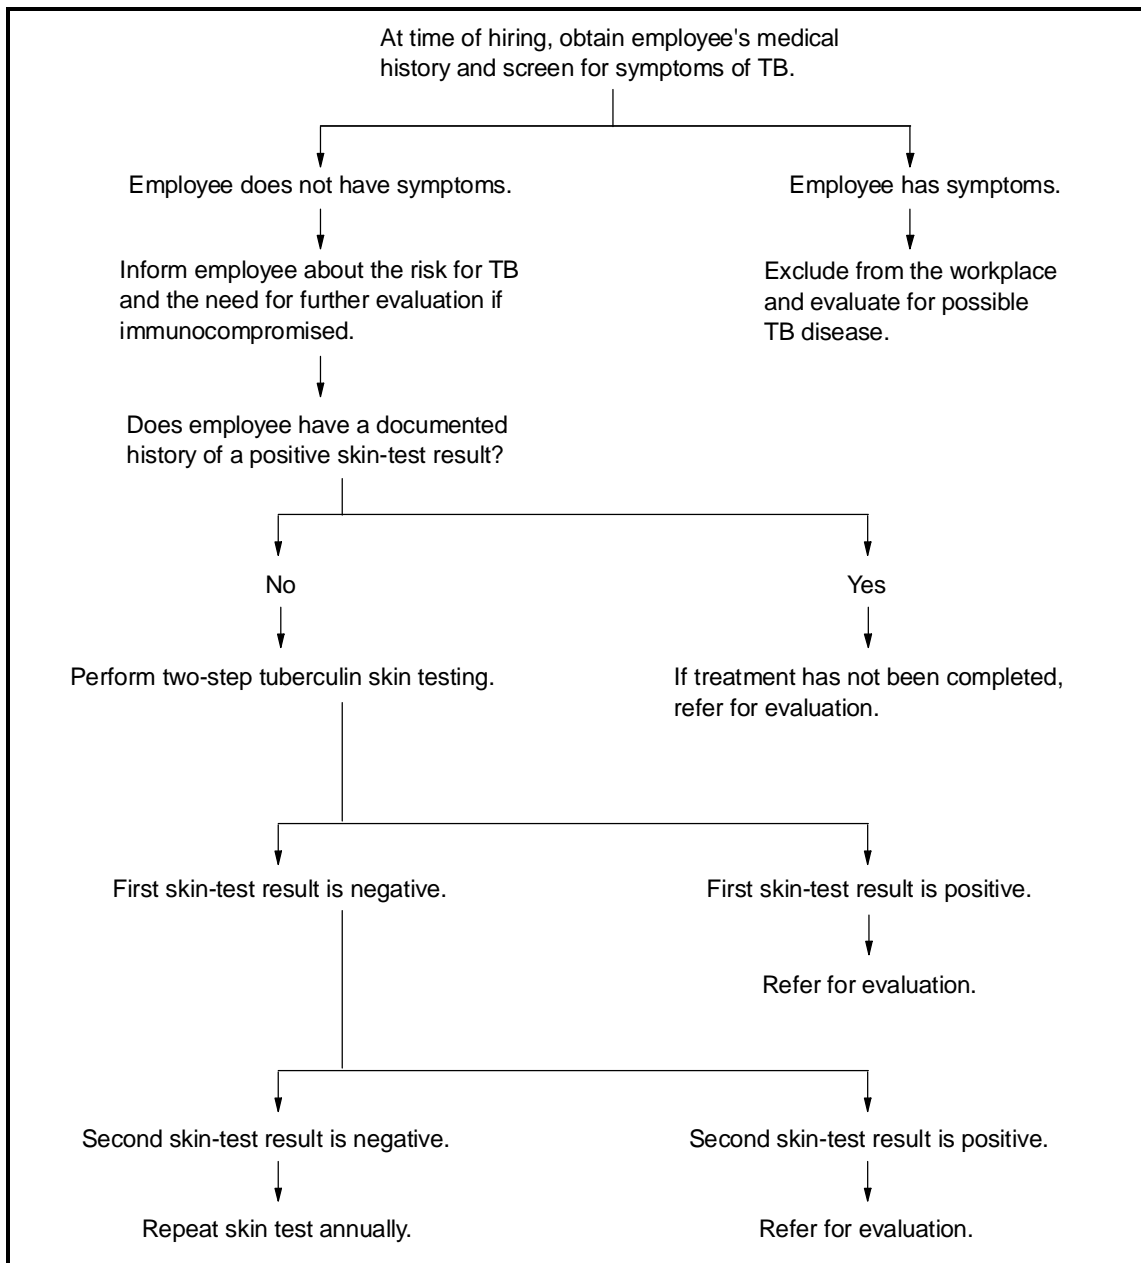 At time of hiring, obtain employee's medical
history and screen for symptoms of TB.
Employee does not have symptoms.
Employee has symptoms.
Inform employee about the risk for TB
and the need for further evaluation if
immunocompromised.
Exclude from the workplace
and evaluate for possible
TB disease.
Does employee have a documented
history of a positive skin-test result?
No
Yes
Perform two-step tuberculin skin testing.
If treatment has not been completed,
refer for evaluation.
First skin-test result is negative.
First skin-test result is positive.
Refer for evaluation.
Second skin-test result is negative.
Second skin-test result is positive.
Repeat skin test annually.
Refer for evaluation.